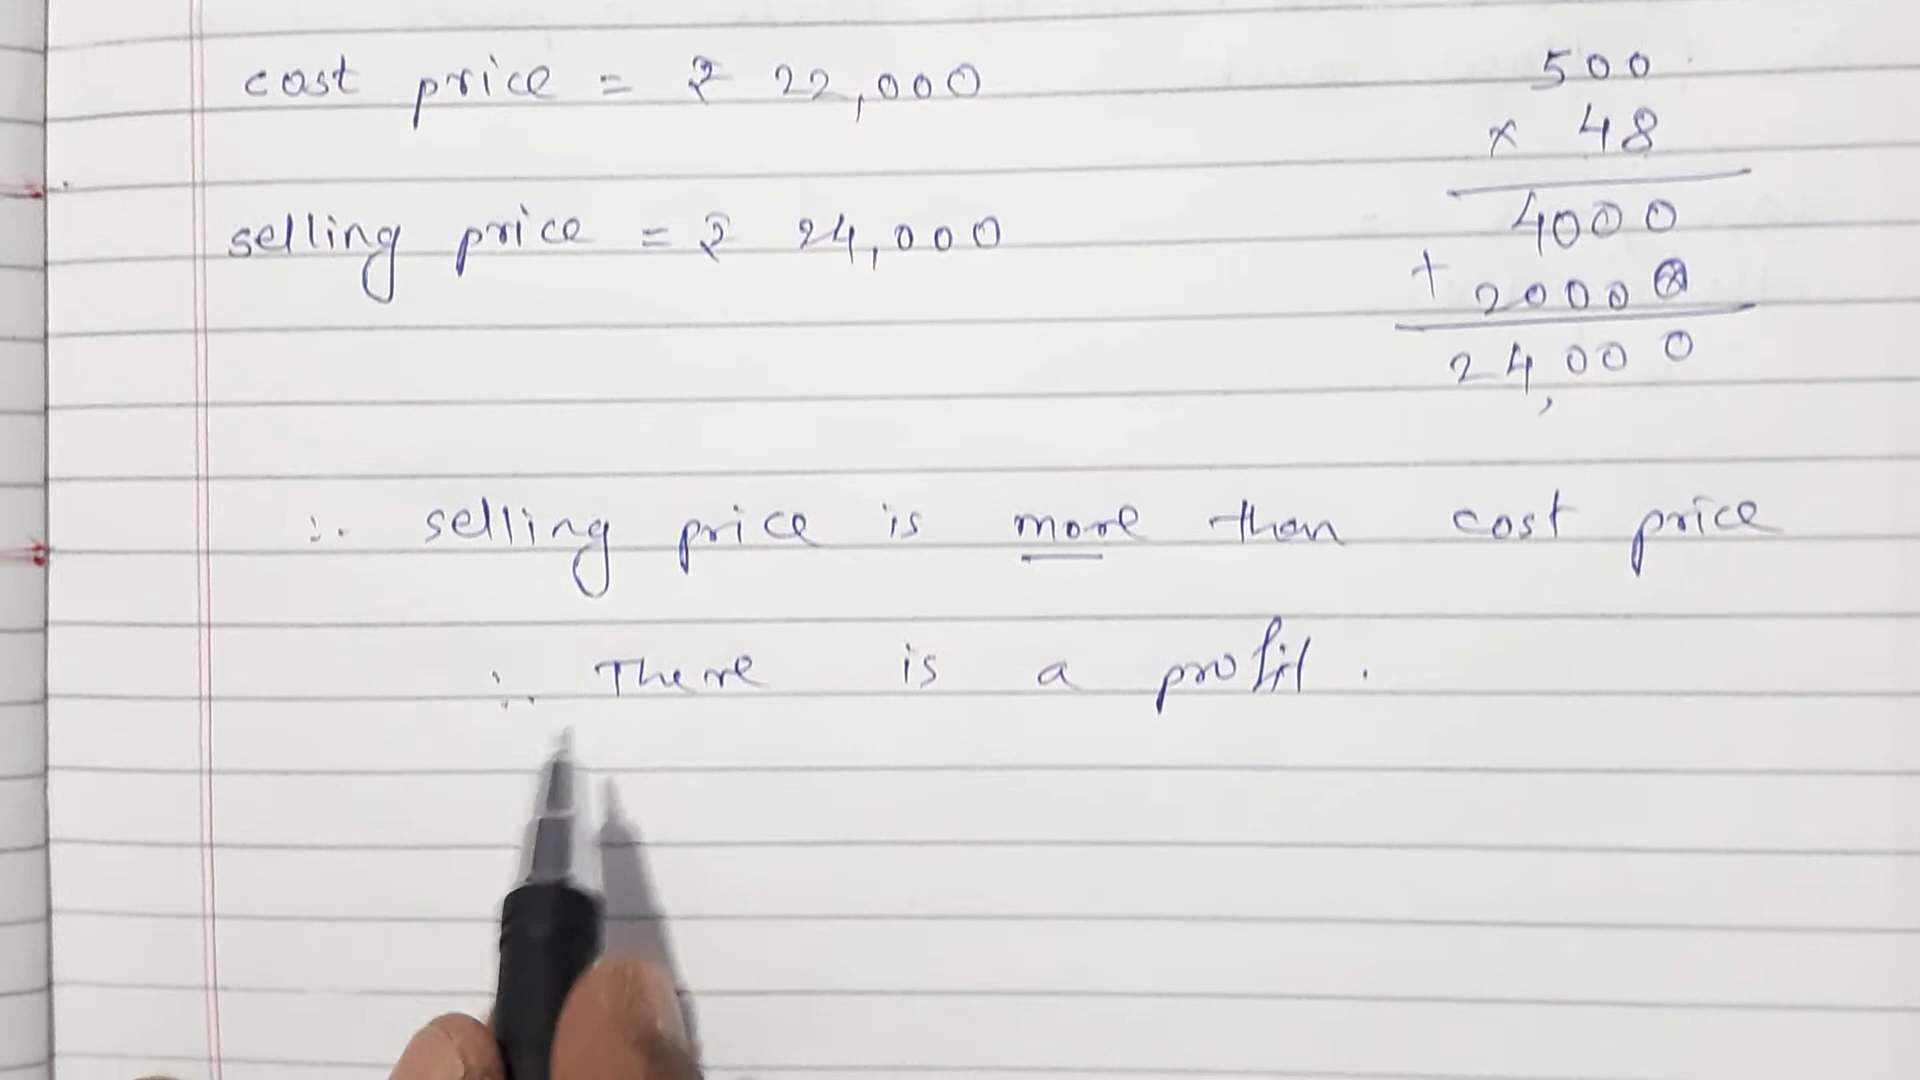 cost price = ₹ 22,000
selling price = ₹ 24,000
500
× 48
4000
+ 20000
24,000
∴ selling price is more than cost price
∴ There is a profit.